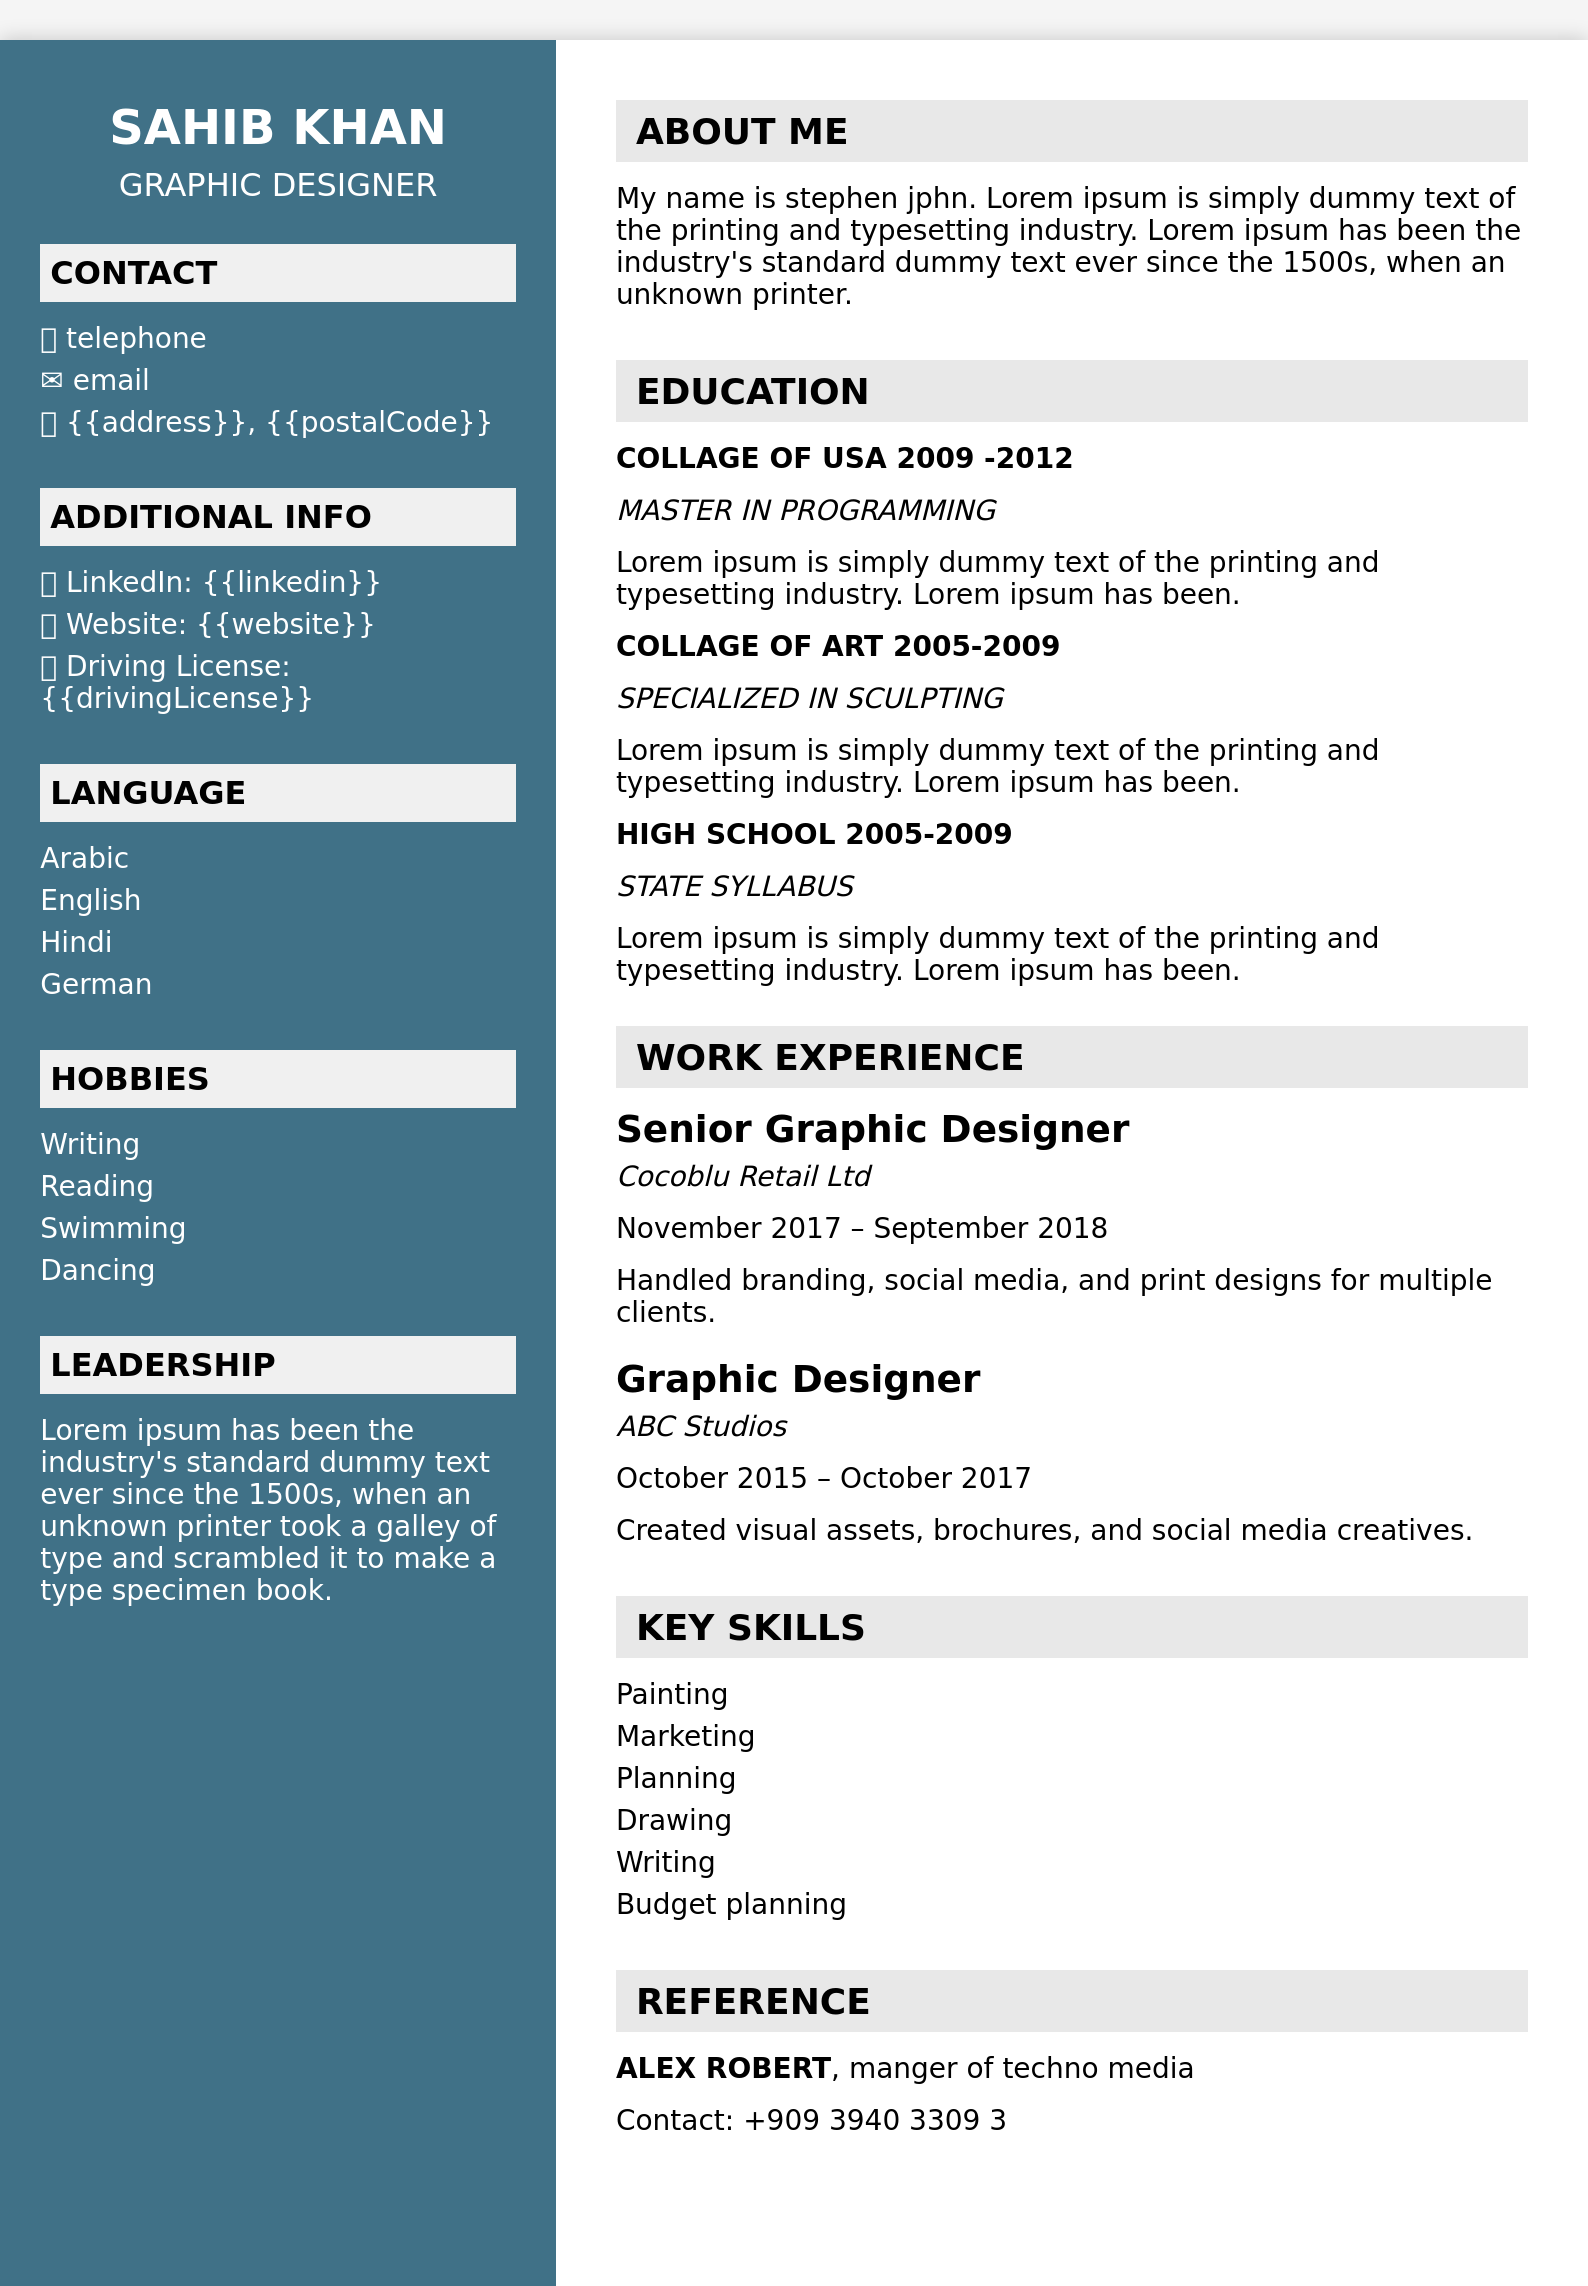 SAHIB KHAN
GRAPHIC DESIGNER
CONTACT
telephone
✉ email
{{address}}, {{postalCode}}
ADDITIONAL INFO
LinkedIn: {{linkedin}}
Website: {{website}}
Driving License:
{{drivingLicense}}
LANGUAGE
Arabic
English
Hindi
German
HOBBIES
Writing
Reading
Swimming
Dancing
LEADERSHIP
Lorem ipsum has been the
industry's standard dummy text
ever since the 1500s, when an
unknown printer took a galley of
type and scrambled it to make a
type specimen book.
ABOUT ME
My name is stephen jphn. Lorem ipsum is simply dummy text of
the printing and typesetting industry. Lorem ipsum has been the
industry's standard dummy text ever since the 1500s, when an
unknown printer.
EDUCATION
COLLAGE OF USA 2009 -2012
MASTER IN PROGRAMMING
Lorem ipsum is simply dummy text of the printing and
typesetting industry. Lorem ipsum has been.
COLLAGE OF ART 2005-2009
SPECIALIZED IN SCULPTING
Lorem ipsum is simply dummy text of the printing and
typesetting industry. Lorem ipsum has been.
HIGH SCHOOL 2005-2009
STATE SYLLABUS
Lorem ipsum is simply dummy text of the printing and
typesetting industry. Lorem ipsum has been.
WORK EXPERIENCE
Senior Graphic Designer
Cocoblu Retail Ltd
November 2017 – September 2018
Handled branding, social media, and print designs for multiple
clients.
Graphic Designer
ABC Studios
October 2015 – October 2017
Created visual assets, brochures, and social media creatives.
KEY SKILLS
Painting
Marketing
Planning
Drawing
Writing
Budget planning
REFERENCE
ALEX ROBERT, manger of techno media
Contact: +909 3940 3309 3